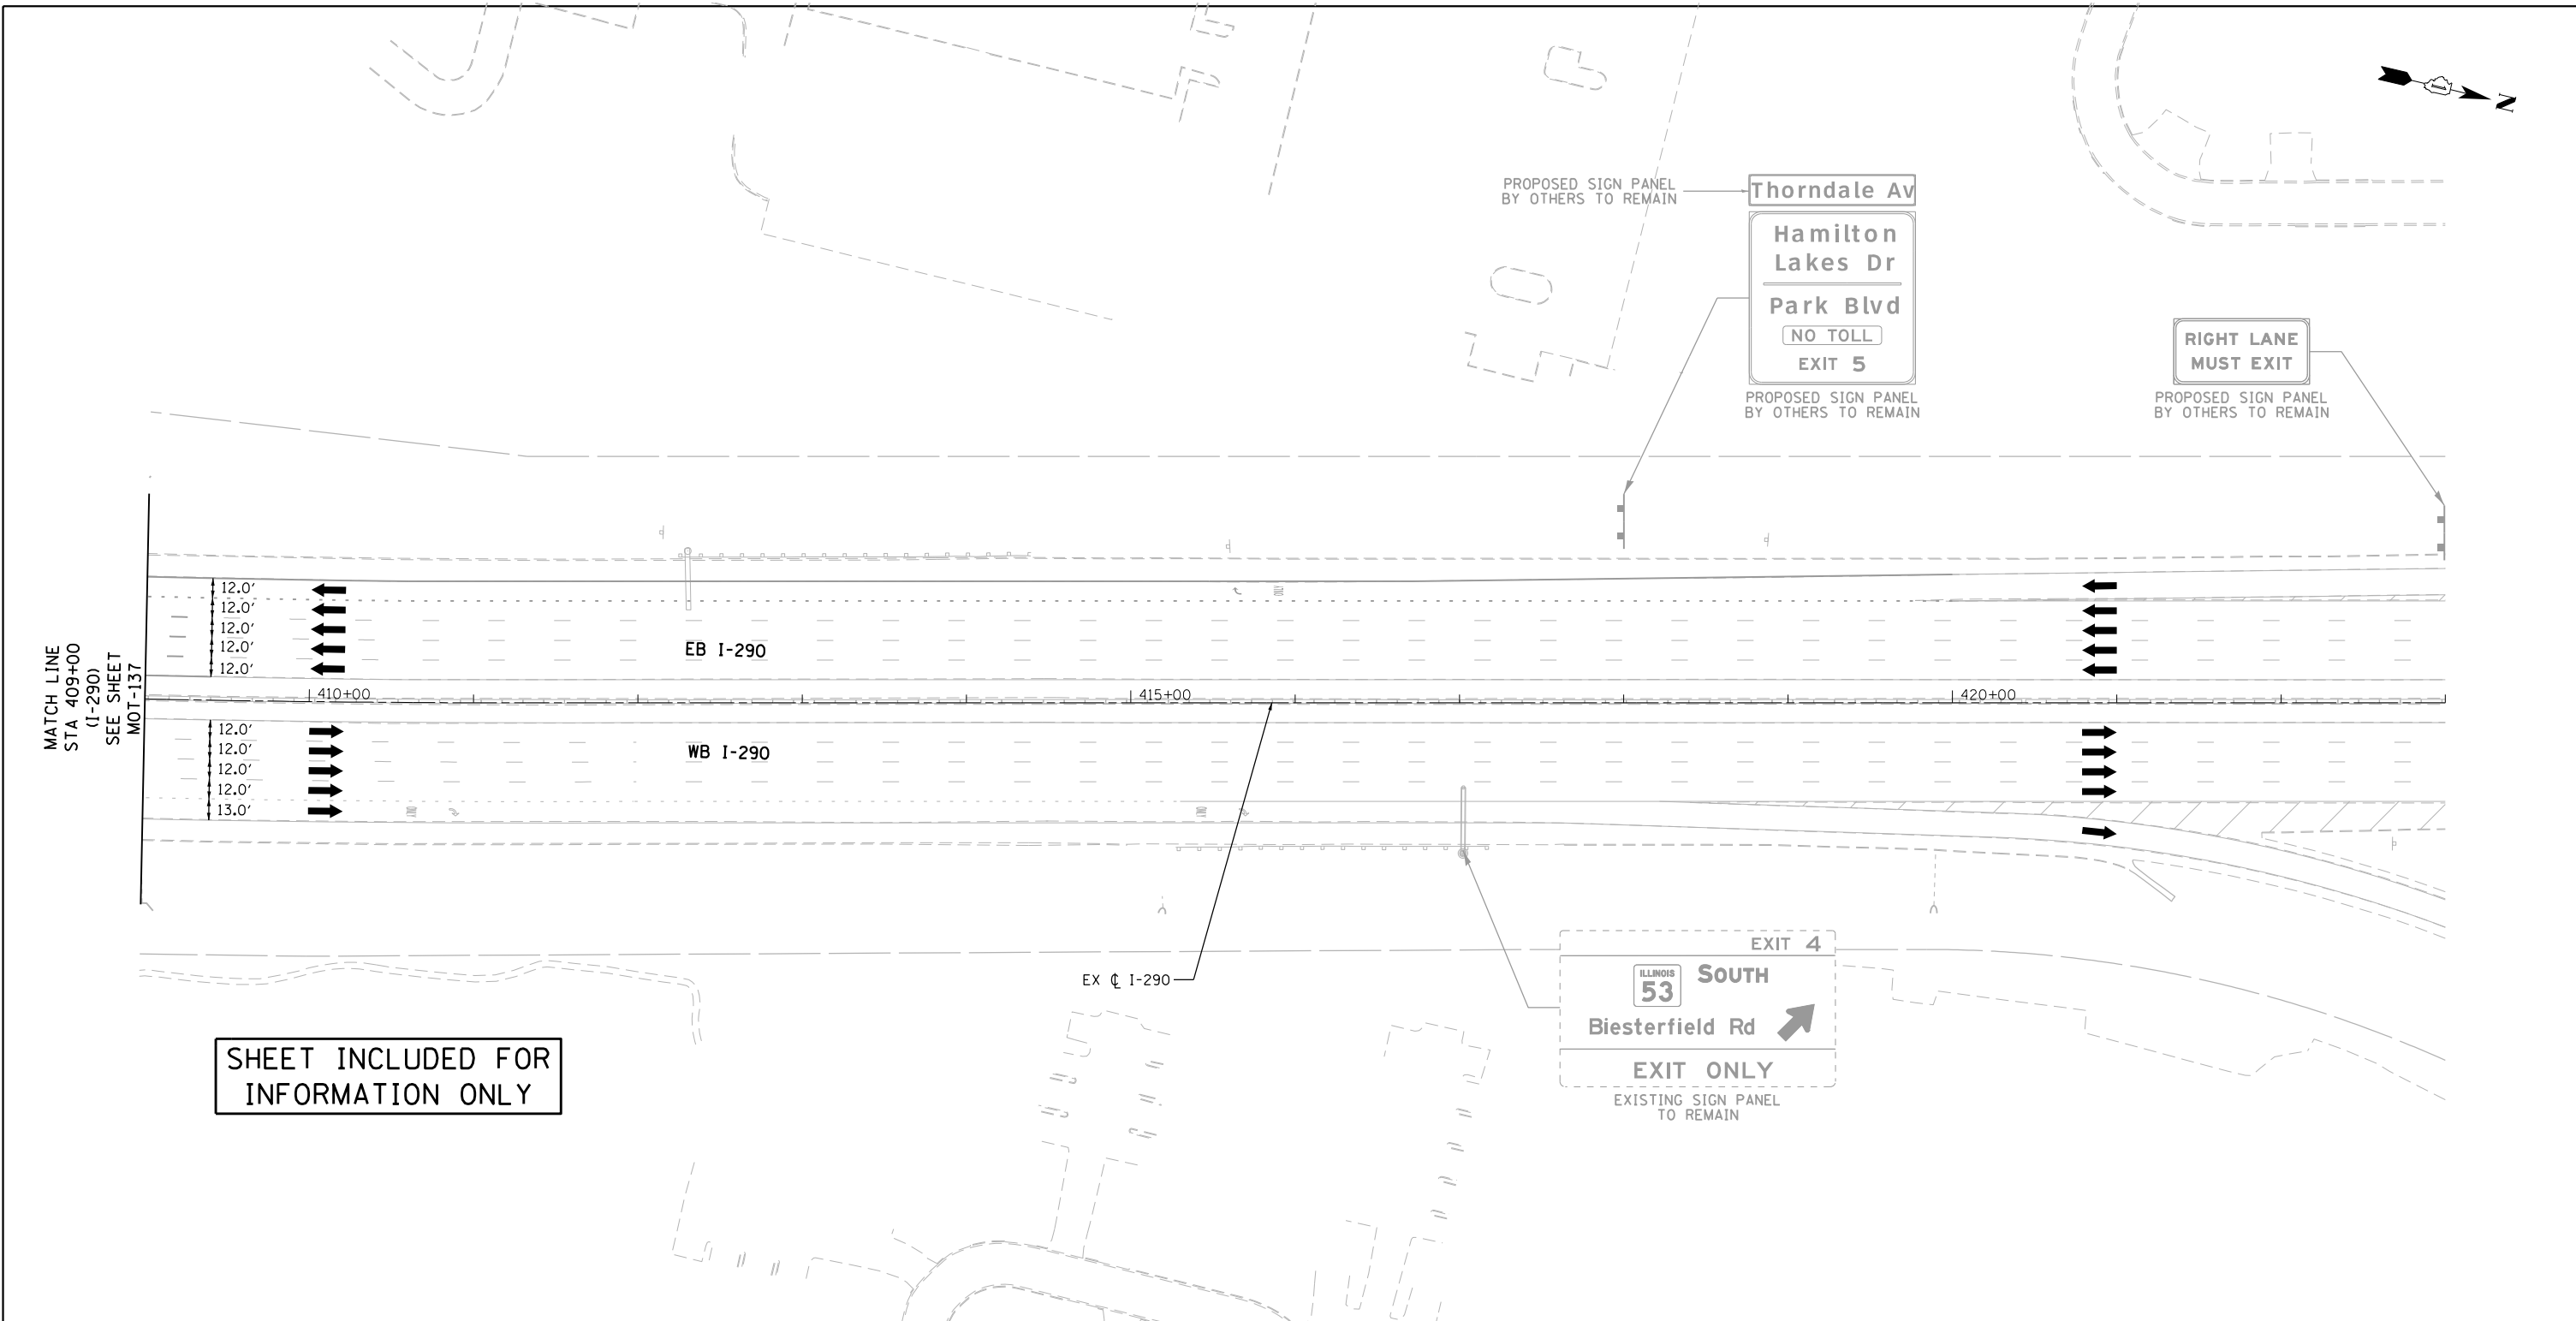 N
PROPOSED SIGN PANEL
BY OTHERS TO REMAIN
Thorndale Av
Hamilton
Lakes Dr
Park Blvd
NO TOLL
EXIT 5
PROPOSED SIGN PANEL
BY OTHERS TO REMAIN
RIGHT LANE
MUST EXIT
PROPOSED SIGN PANEL
BY OTHERS TO REMAIN
MATCH LINE
STA 409+00
(I-290)
SEE SHEET
MOT-137
12.0'
12.0'
12.0'
12.0'
12.0'
EB I-290
410+00
415+00
420+00
12.0'
12.0'
12.0'
12.0'
13.0'
WB I-290
EX ℄ I-290
EXIT 4
ILLINOIS
53
SOUTH
Biesterfield Rd
EXIT ONLY
EXISTING SIGN PANEL
TO REMAIN
SHEET INCLUDED FOR
INFORMATION ONLY